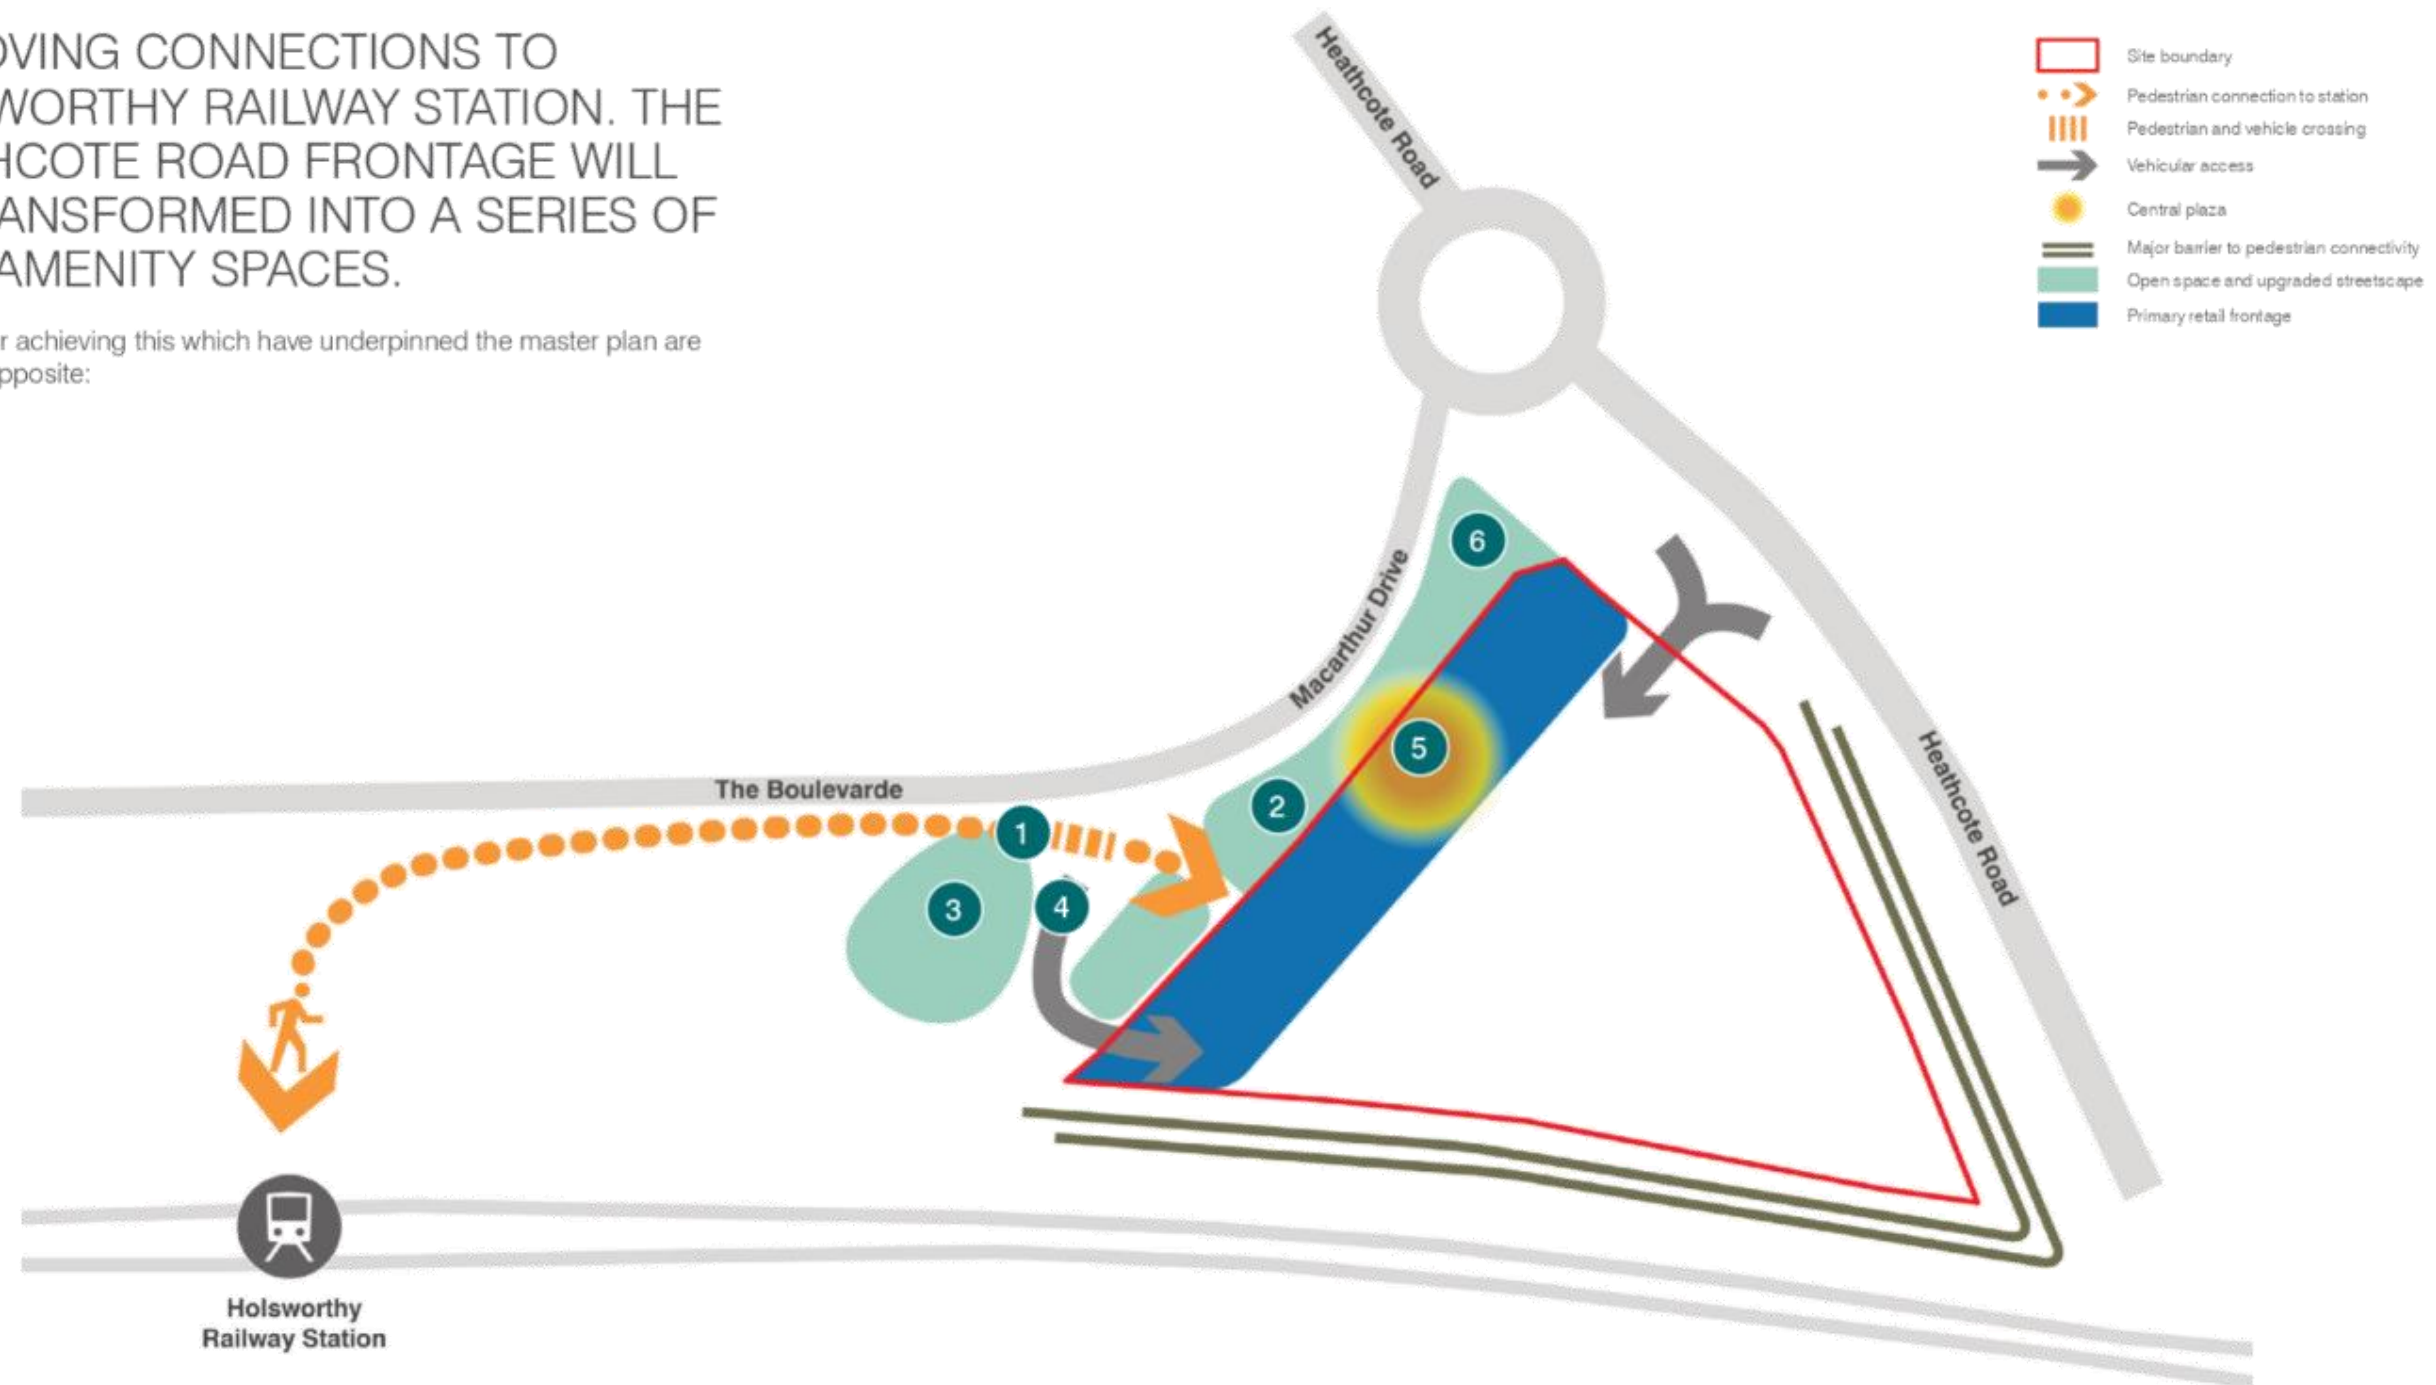 OVING CONNECTIONS TO
WORTHY RAILWAY STATION. THE
HCOTE ROAD FRONTAGE WILL
ANSFORMED INTO A SERIES OF
AMENITY SPACES.
r achieving this which have underpinned the master plan are
pposite:
Site boundary
Pedestrian connection to station
Pedestrian and vehicle crossing
Vehicular access
Central plaza
Major barrier to pedestrian connectivity
Open space and upgraded streetscape
Primary retail frontage
Heathcote Road
6
Macarthur Drive
5
Heathcote Road
The Boulevarde
2
1
3
4
Holsworthy
Railway Station